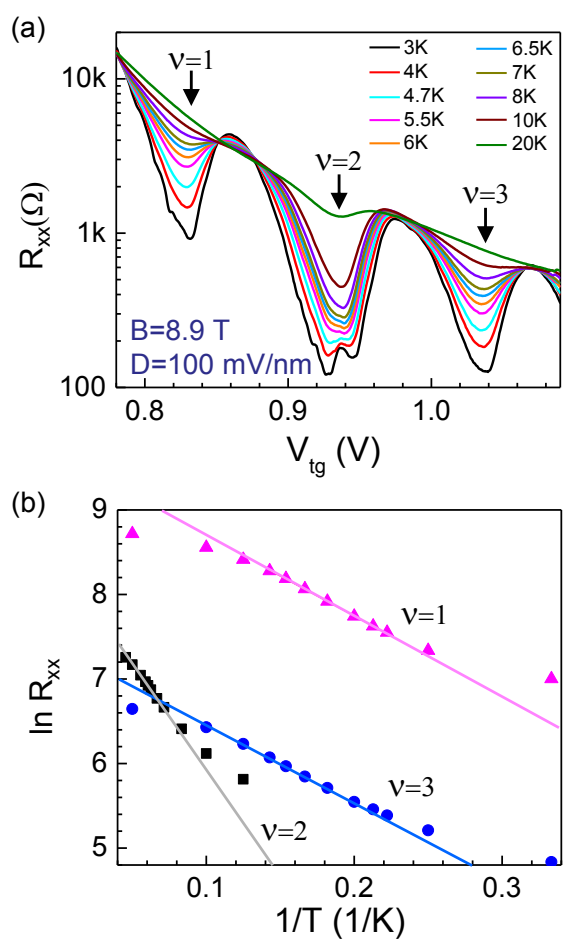 (a)
10k
1k
100
R_xx(Ω)
ν=1
ν=2
ν=3
3K
4K
4.7K
5.5K
6K
6.5K
7K
8K
10K
20K
B=8.9 T
D=100 mV/nm
0.8 0.9 1.0
V_tg (V)
(b)
9
8
7
6
5
ln R_xx
ν=1
ν=3
ν=2
0.1 0.2 0.3
1/T (1/K)